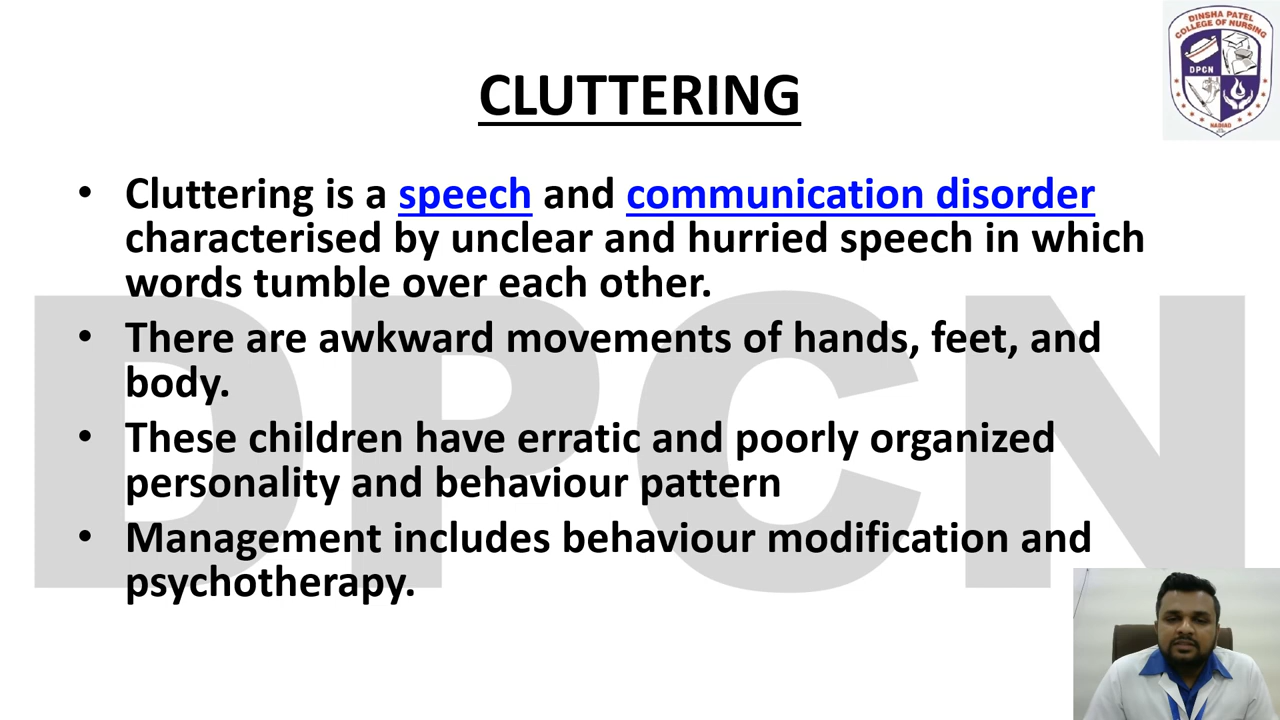 DINSHA PATEL
COLLEGE OF NURSING
DPCN
NADIAD
CLUTTERING
• Cluttering is a speech and communication disorder
characterised by unclear and hurried speech in which
words tumble over each other.
• There are awkward movements of hands, feet, and
body.
• These children have erratic and poorly organized
personality and behaviour pattern
• Management includes behaviour modification and
psychotherapy.
DPCN